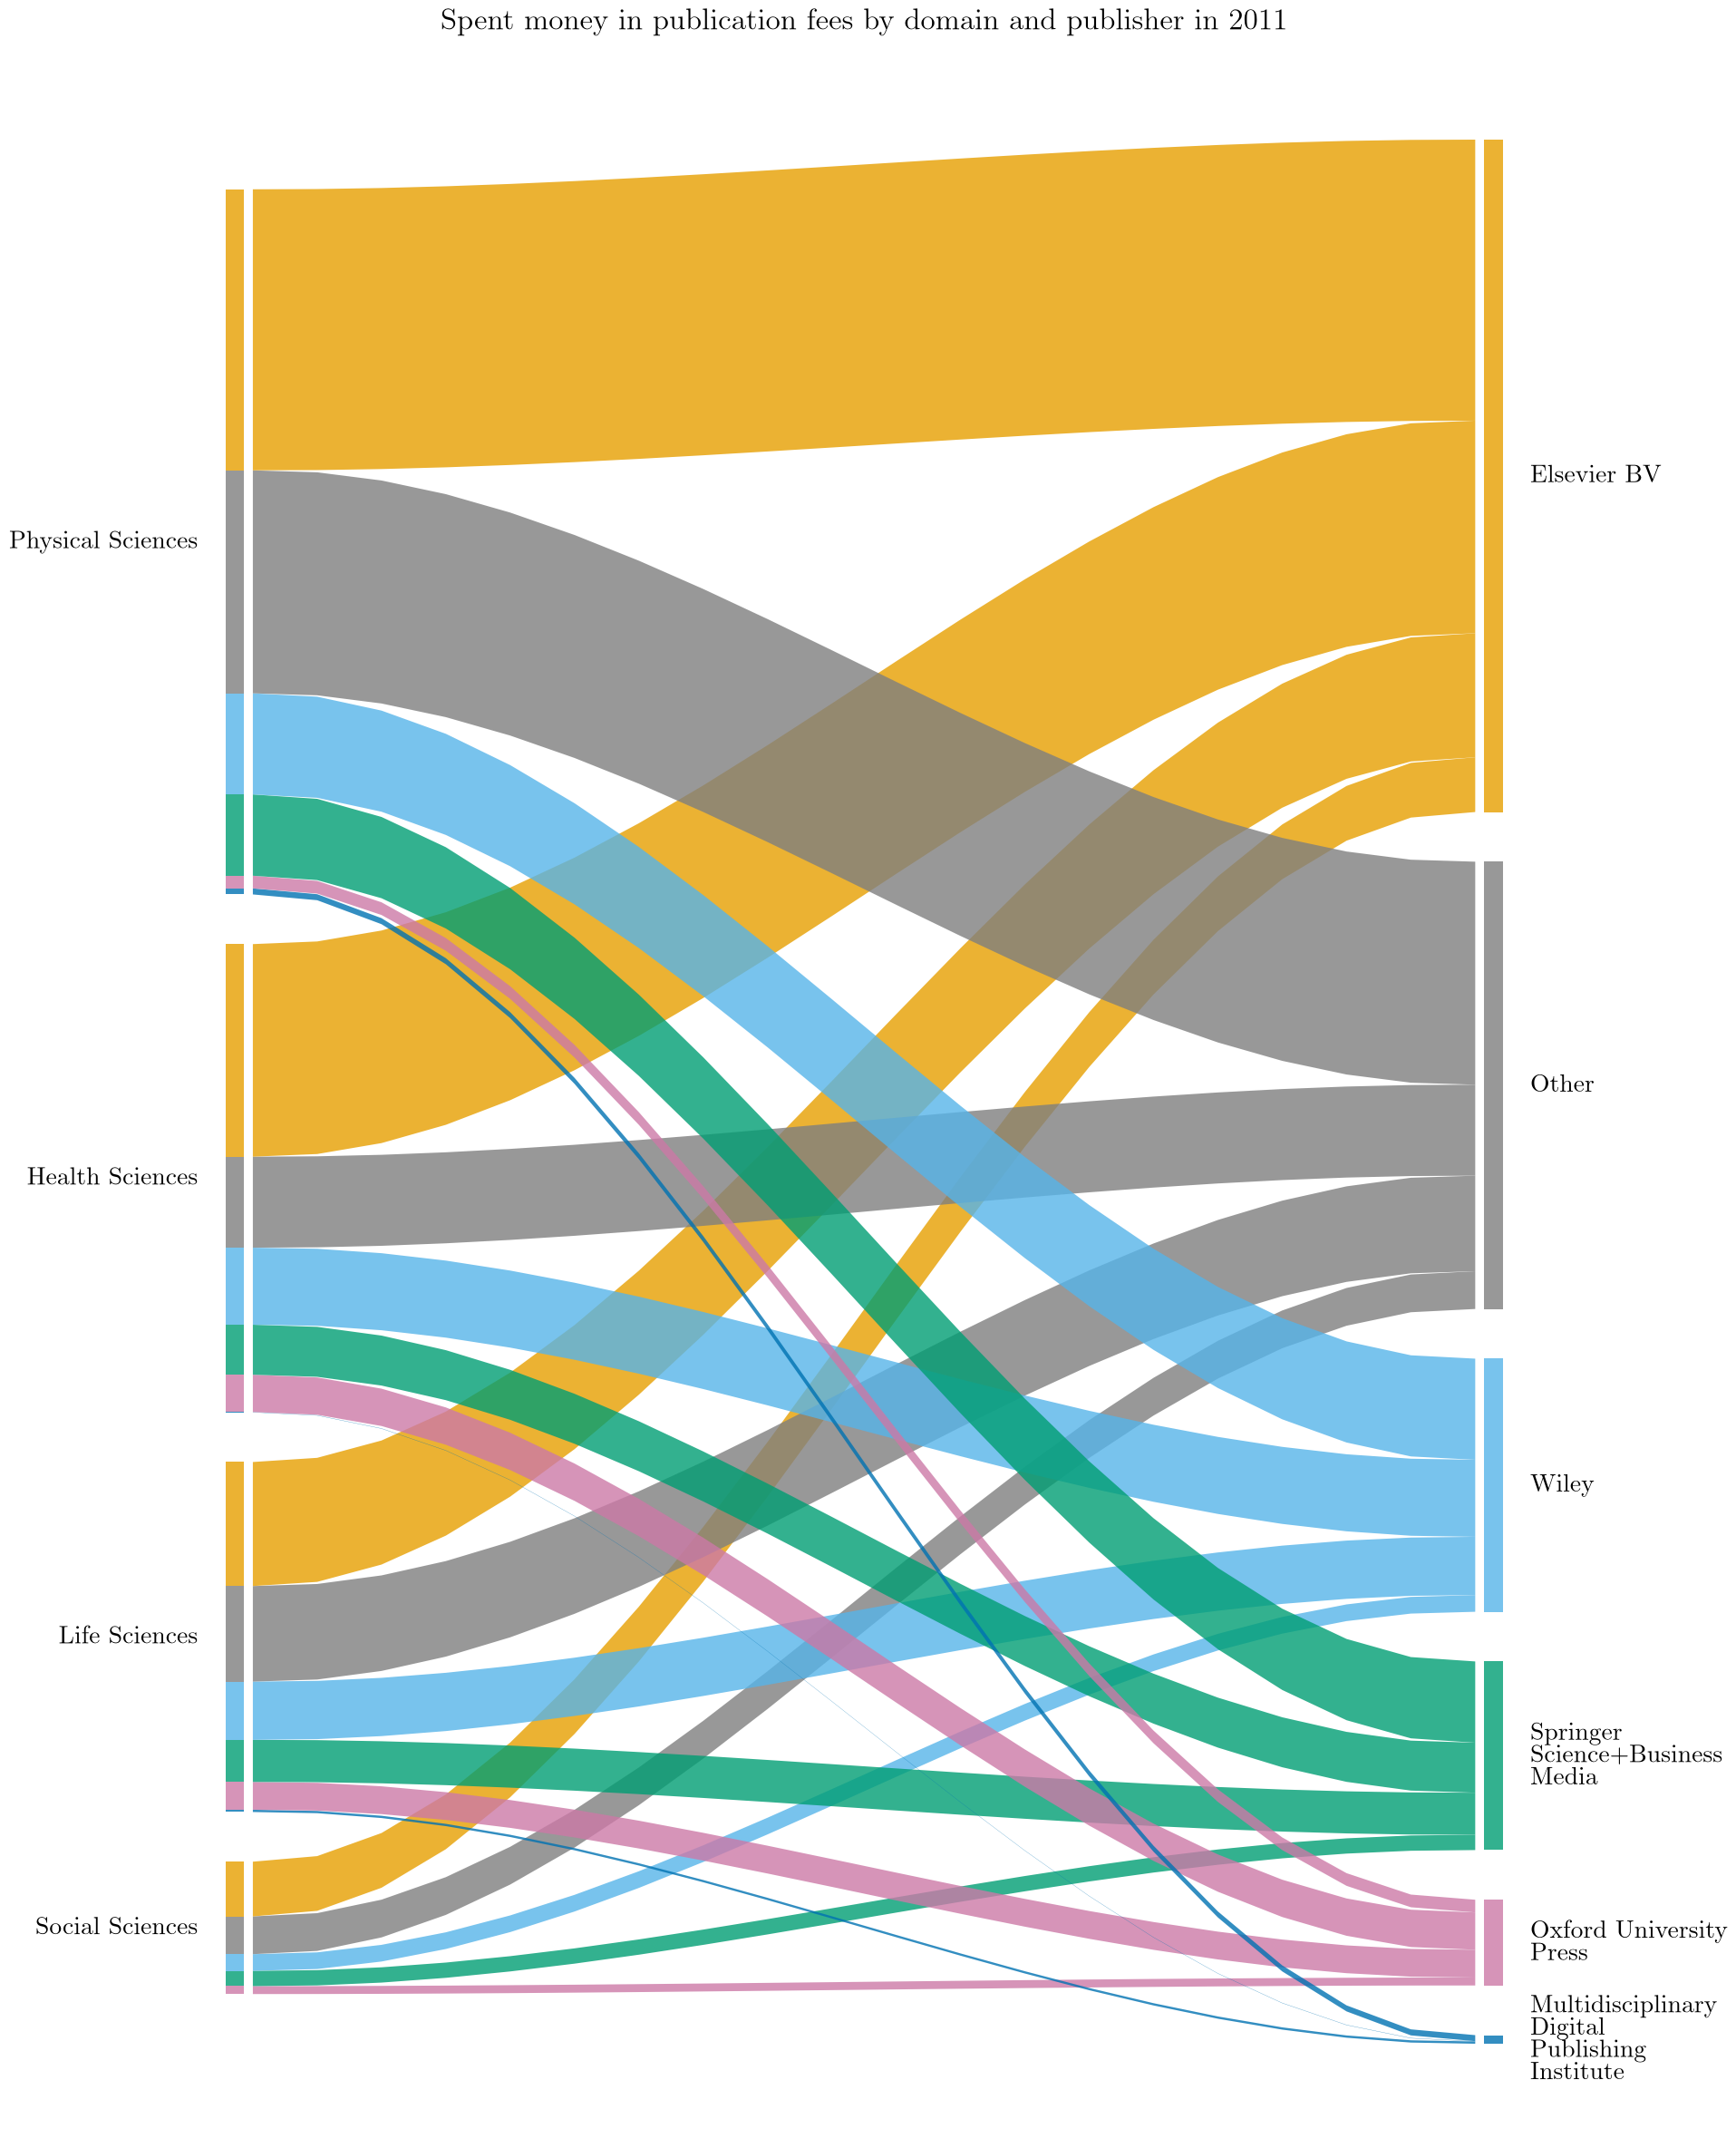 Spent money in publication fees by domain and publisher in 2011
Physical Sciences
Health Sciences
Life Sciences
Social Sciences
Elsevier BV
Other
Wiley
Springer
Science+Business
Media
Oxford University
Press
Multidisciplinary
Digital
Publishing
Institute